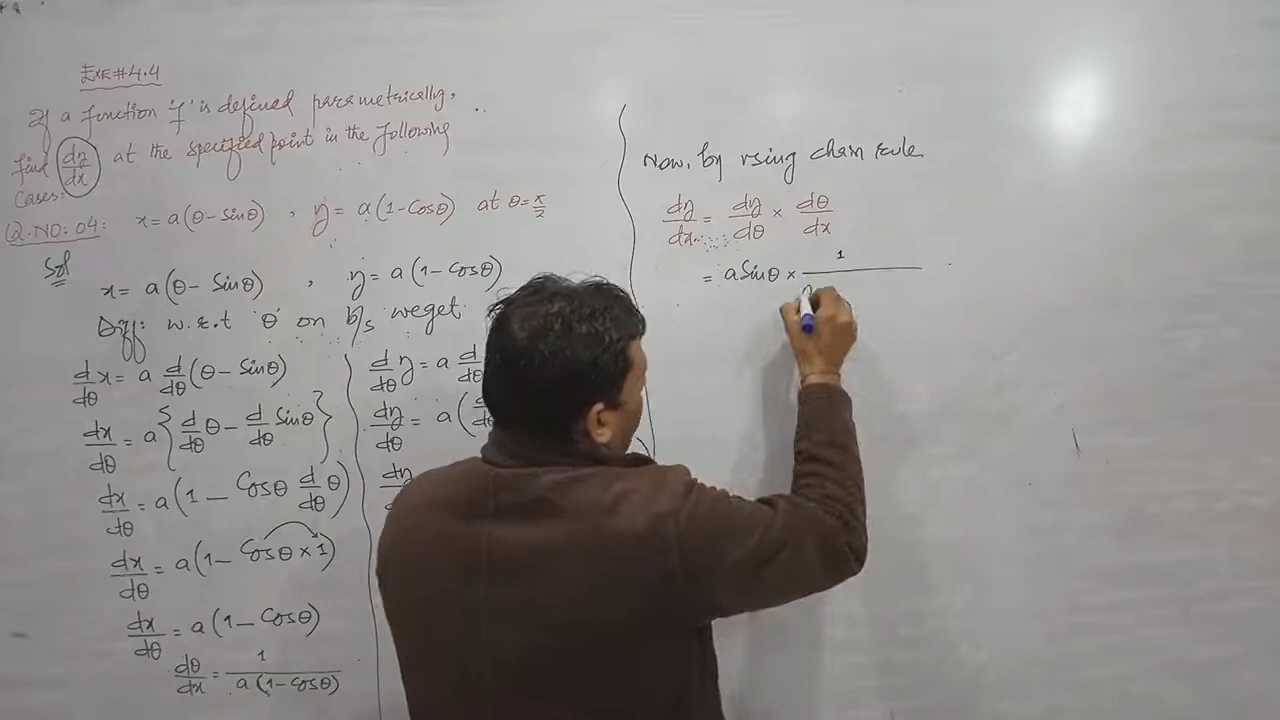 EXE#4.4
If a function 'f' is defined parametrically,
find dy/dx at the specified point in the following
Cases:
Q.NO:04: x=a(θ-Sinθ) , y=a(1-Cosθ) at θ=π/2
Sol
x= a(θ- Sinθ) , y= a(1-Cosθ)
Diff: w.r.t 'θ' on b/s we get
d/dθ x= a d/dθ(θ- Sinθ)
dx/dθ = a{d/dθ θ- d/dθ Sinθ}
dx/dθ = a(1- Cosθ d/dθ θ)
dx/dθ = a(1- Cosθ×1)
dx/dθ = a(1- Cosθ)
dθ/dx = 1/a(1-Cosθ)
d/dθ y= a d
dy/dθ = a(
dy
Now, by using chain rule
dy/dx = dy/dθ × dθ/dx
= aSinθ× 1/